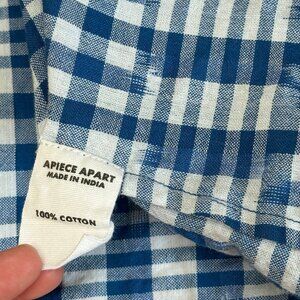 APIECE APART
MADE IN INDIA
100% COTTON